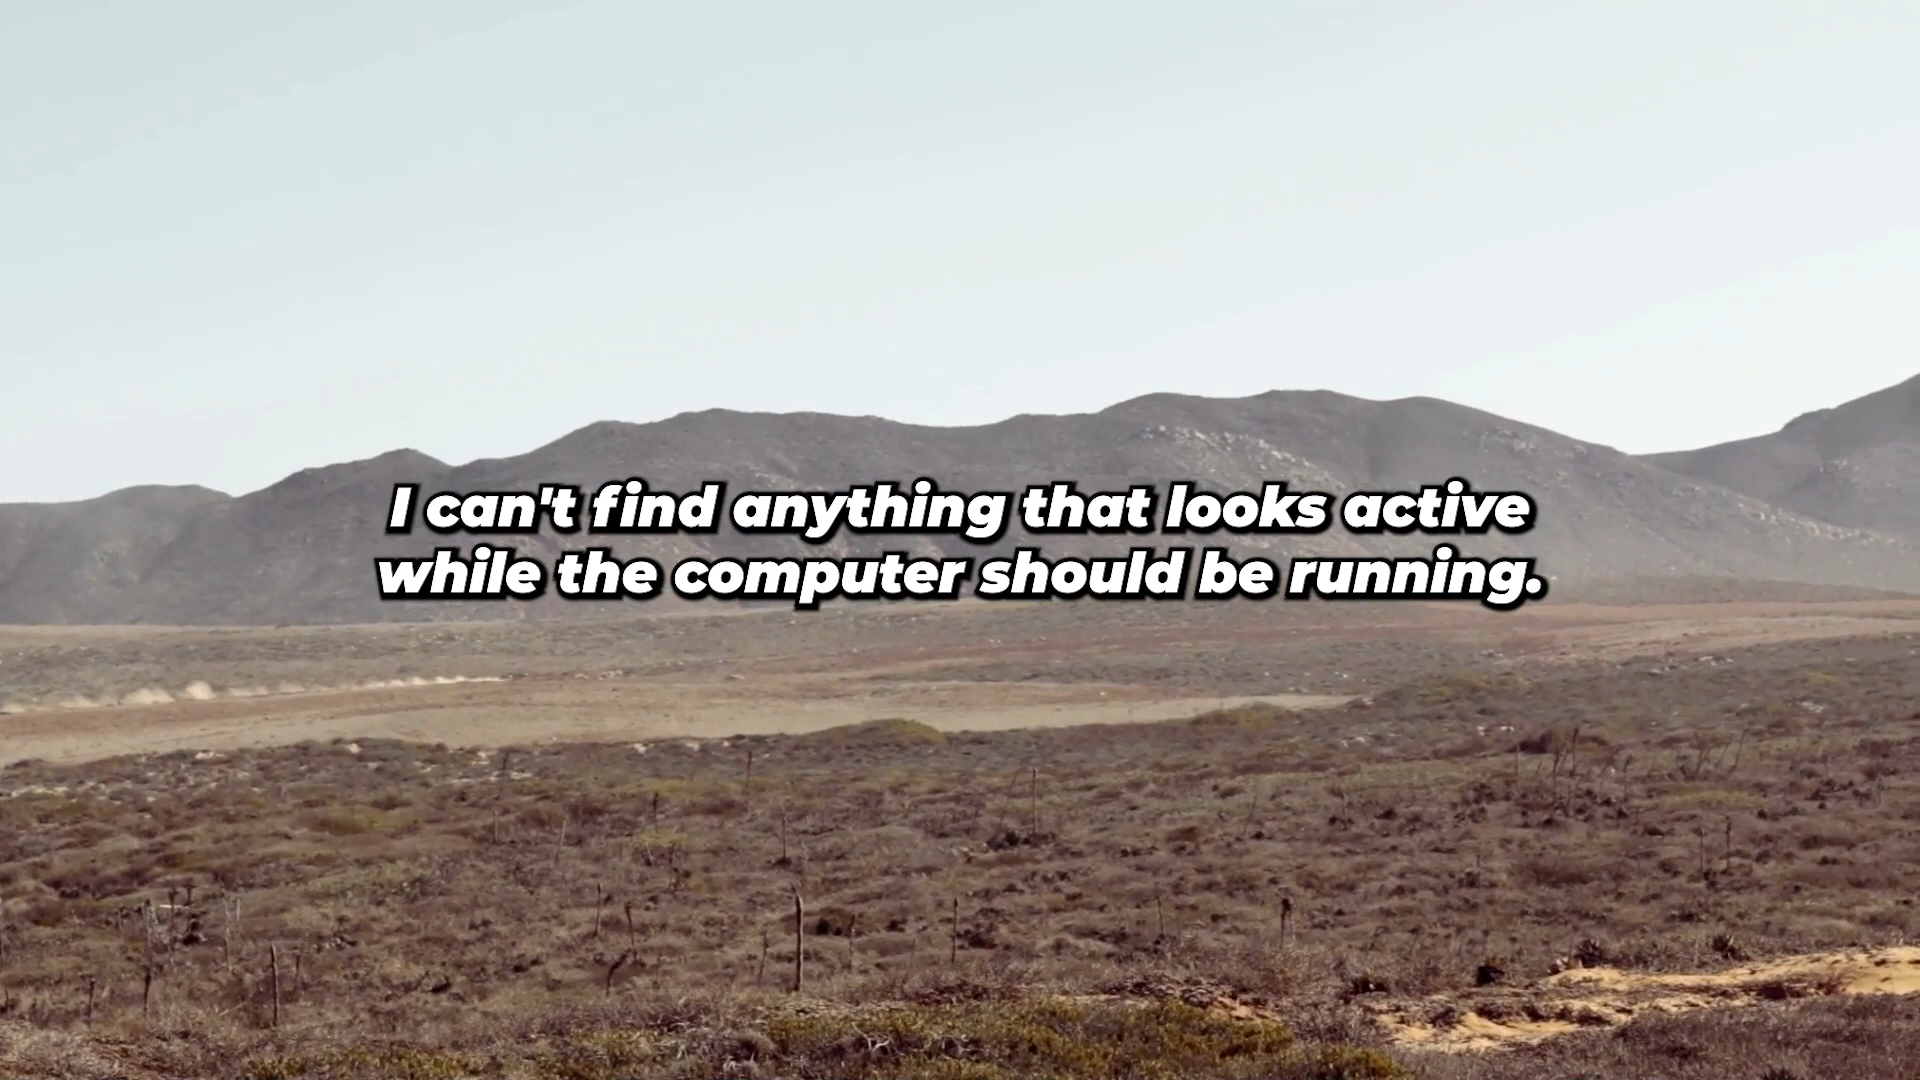 I can't find anything that looks active
while the computer should be running.